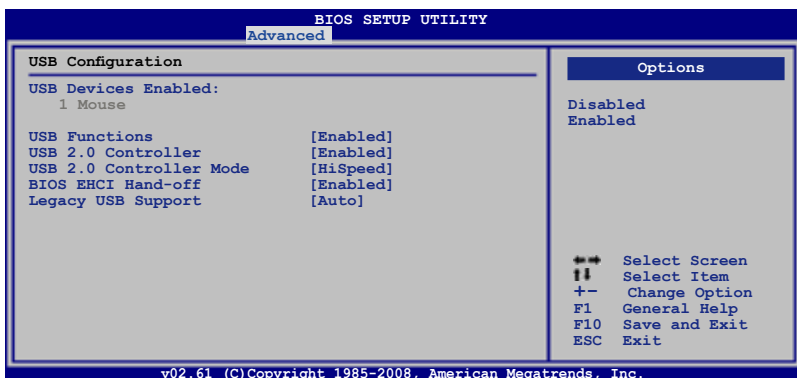 BIOS SETUP UTILITY
Advanced
USB Configuration
USB Devices Enabled:
1 Mouse
USB Functions [Enabled]
USB 2.0 Controller [Enabled]
USB 2.0 Controller Mode [HiSpeed]
BIOS EHCI Hand-off [Enabled]
Legacy USB Support [Auto]
Options
Disabled
Enabled
←→ Select Screen
↑↓ Select Item
+- Change Option
F1 General Help
F10 Save and Exit
ESC Exit
v02.61 (C)Copyright 1985-2008, American Megatrends, Inc.